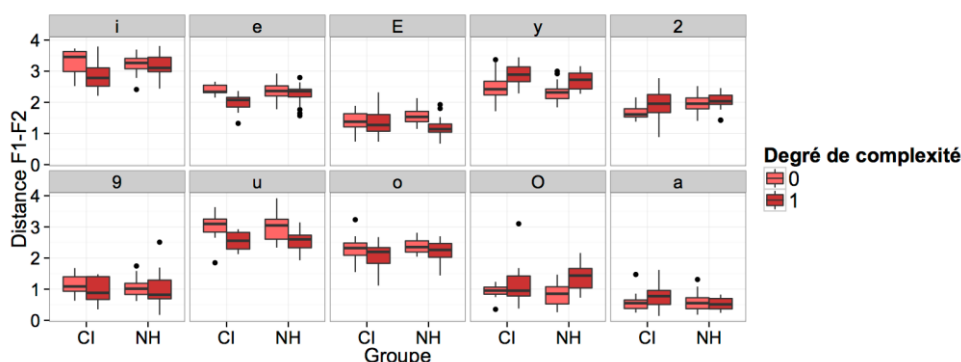 i e E y 2
4
3
2
1
0
Distance F1-F2
Degré de complexité
0
1
9 u o O a
4
3
2
1
0
CI NH CI NH CI NH CI NH CI NH
Groupe